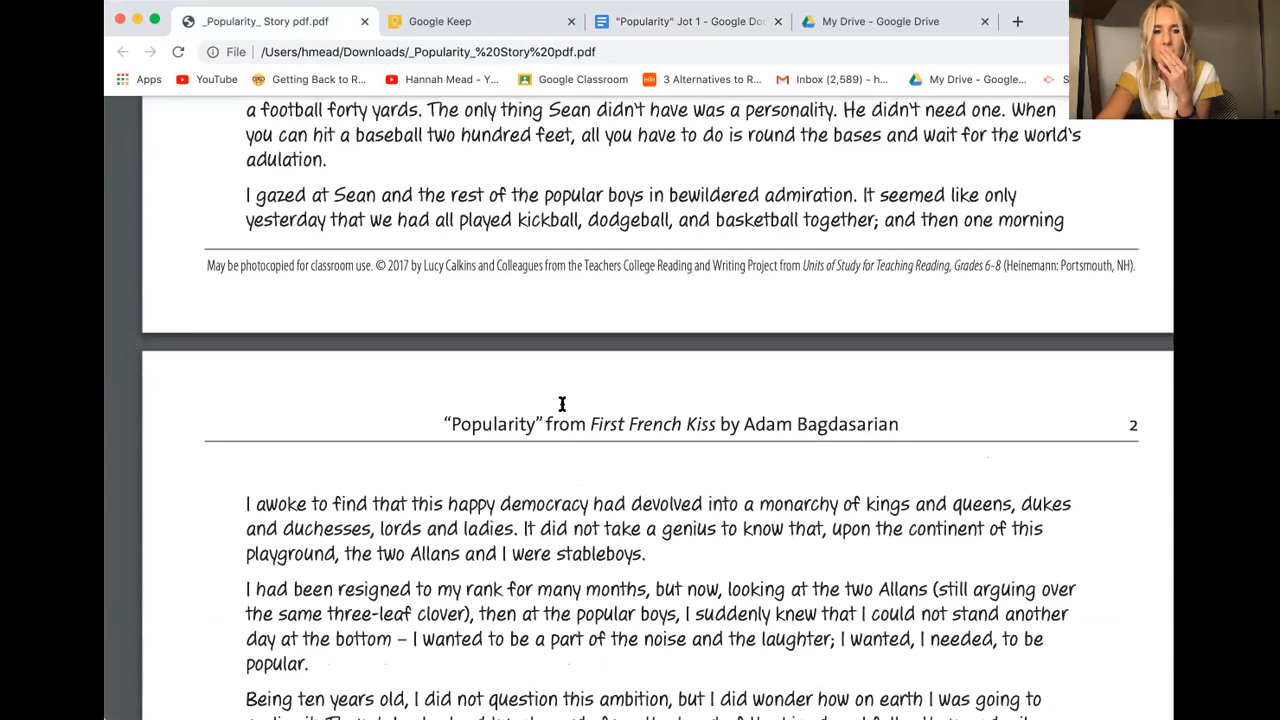 _Popularity_ Story pdf.pdf
Google Keep
"Popularity" Jot 1 - Google Doc
My Drive - Google Drive
File /Users/hmead/Downloads/_Popularity_%20Story%20pdf.pdf
Apps YouTube Getting Back to R... Hannah Mead - Y... Google Classroom 3 Alternatives to R... Inbox (2,589) - h... My Drive - Google... S
a football forty yards. The only thing Sean didn't have was a personality. He didn't need one. When
you can hit a baseball two hundred feet, all you have to do is round the bases and wait for the world's
adulation.
I gazed at Sean and the rest of the popular boys in bewildered admiration. It seemed like only
yesterday that we had all played kickball, dodgeball, and basketball together; and then one morning
May be photocopied for classroom use. © 2017 by Lucy Calkins and Colleagues from the Teachers College Reading and Writing Project from Units of Study for Teaching Reading, Grades 6-8 (Heinemann: Portsmouth, NH).
"Popularity" from First French Kiss by Adam Bagdasarian 2
I awoke to find that this happy democracy had devolved into a monarchy of kings and queens, dukes
and duchesses, lords and ladies. It did not take a genius to know that, upon the continent of this
playground, the two Allans and I were stableboys.
I had been resigned to my rank for many months, but now, looking at the two Allans (still arguing over
the same three-leaf clover), then at the popular boys, I suddenly knew that I could not stand another
day at the bottom – I wanted to be a part of the noise and the laughter; I wanted, I needed, to be
popular.
Being ten years old, I did not question this ambition, but I did wonder how on earth I was going to